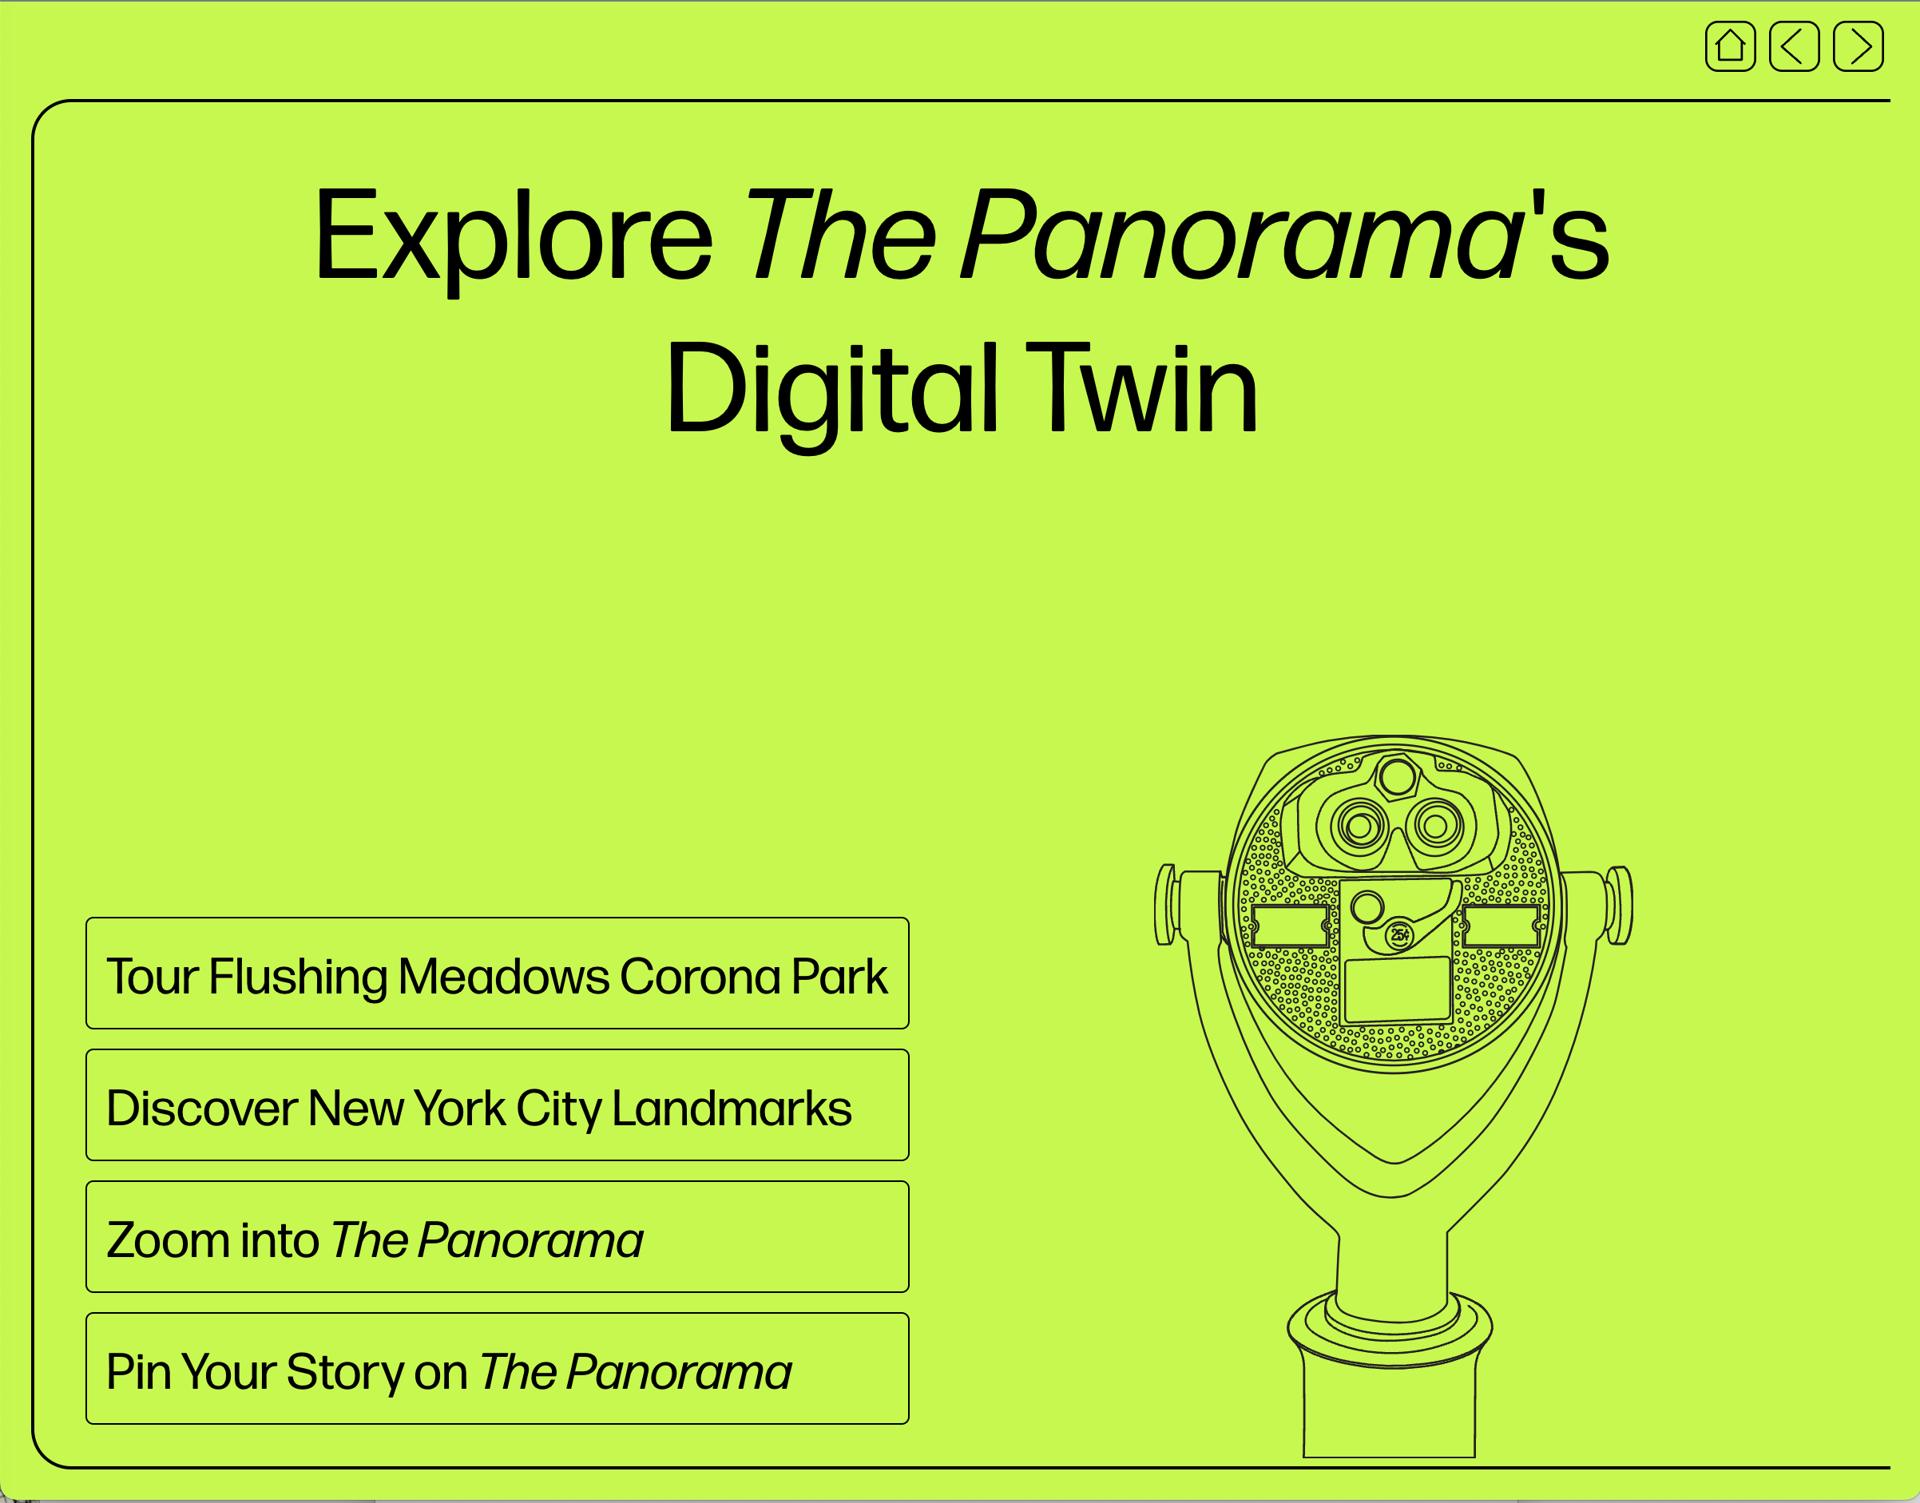 Explore The Panorama's
Digital Twin
25¢
Tour Flushing Meadows Corona Park
Discover New York City Landmarks
Zoom into The Panorama
Pin Your Story on The Panorama